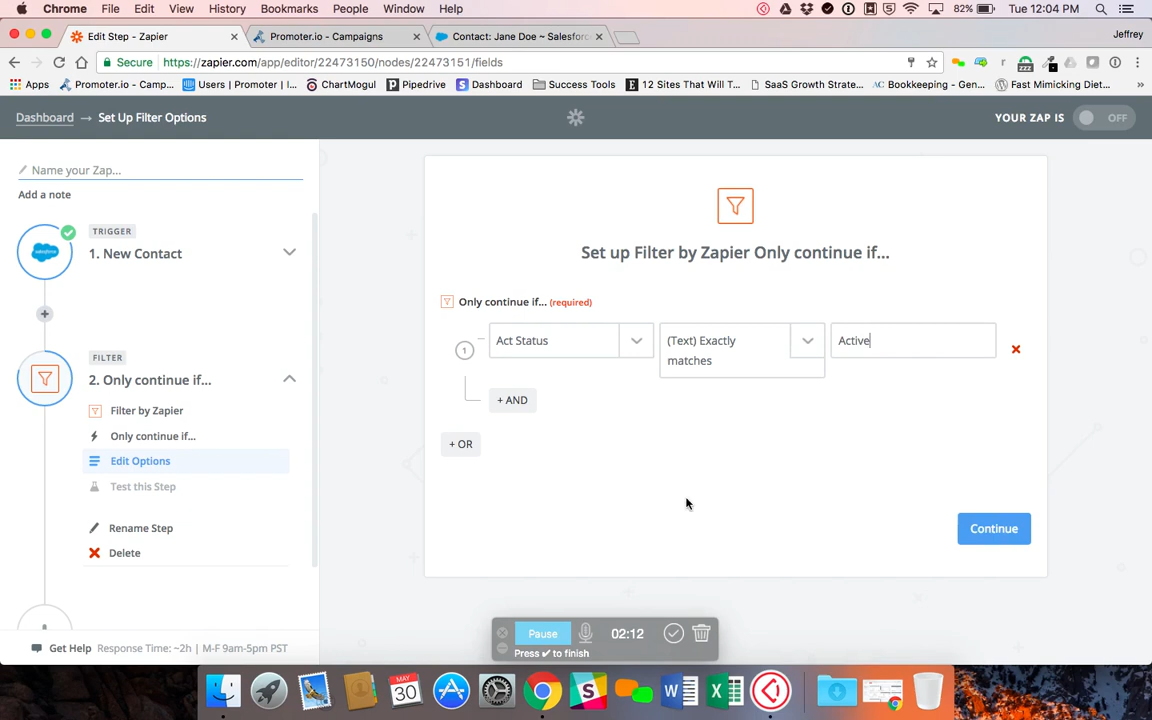 Chrome File Edit View History Bookmarks People Window Help 82% Tue 12:04 PM
Edit Step - Zapier Promoter.io - Campaigns Contact: Jane Doe ~ Salesforc Jeffrey
Secure https://zapier.com/app/editor/22473150/nodes/22473151/fields
Apps Promoter.io - Camp... Users | Promoter | I... ChartMogul Pipedrive Dashboard Success Tools 12 Sites That Will T... SaaS Growth Strate... AC Bookkeeping - Gen... Fast Mimicking Diet... »
Dashboard → Set Up Filter Options YOUR ZAP IS OFF
Name your Zap...
Add a note
TRIGGER
1. New Contact
FILTER
2. Only continue if...
Filter by Zapier
Only continue if...
Edit Options
Test this Step
Rename Step
Delete
Get Help Response Time: ~2h | M-F 9am-5pm PST
Set up Filter by Zapier Only continue if...
Only continue if... (required)
1 Act Status (Text) Exactly matches Active
+ AND
+ OR
Continue
Pause 02:12
Press ✔ to finish
MAY
30